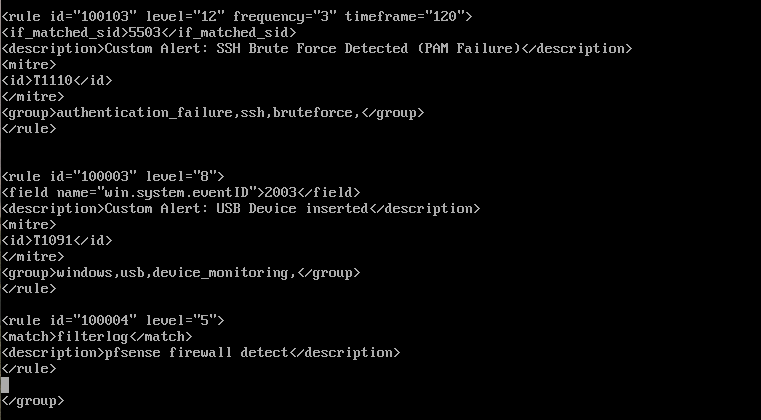 <rule id="100103" level="12" frequency="3" timeframe="120">
<if_matched_sid>5503</if_matched_sid>
<description>Custom Alert: SSH Brute Force Detected (PAM Failure)</description>
<mitre>
<id>T1110</id>
</mitre>
<group>authentication_failure,ssh,bruteforce,</group>
</rule>
<rule id="100003" level="8">
<field name="win.system.eventID">2003</field>
<description>Custom Alert: USB Device inserted</description>
<mitre>
<id>T1091</id>
</mitre>
<group>windows,usb,device_monitoring,</group>
</rule>
<rule id="100004" level="5">
<match>filterlog</match>
<description>pfsense firewall detect</description>
</rule>
</group>